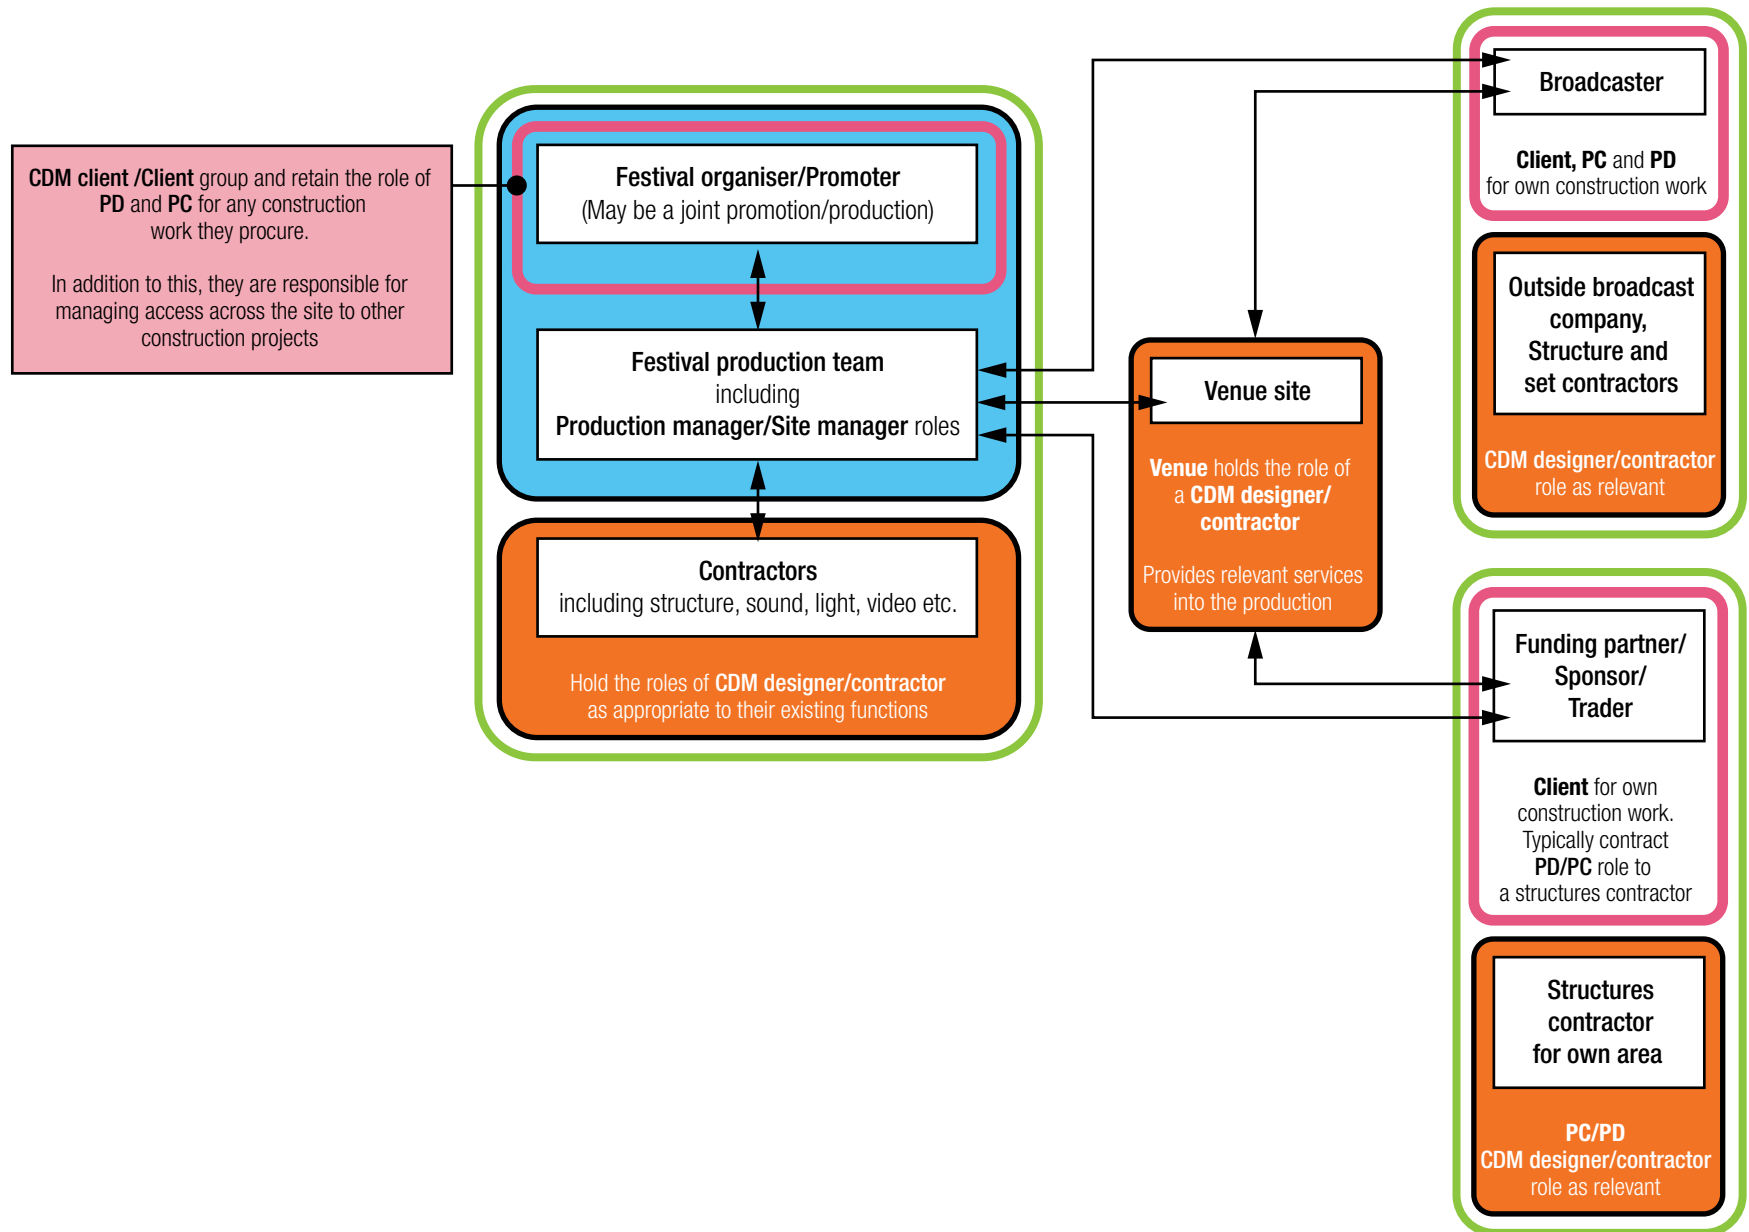 CDM client /Client group and retain the role of
PD and PC for any construction
work they procure.
In addition to this, they are responsible for
managing access across the site to other
construction projects
Festival organiser/Promoter
(May be a joint promotion/production)
Festival production team
including
Production manager/Site manager roles
Contractors
including structure, sound, light, video etc.
Hold the roles of CDM designer/contractor
as appropriate to their existing functions
Venue site
Venue holds the role of
a CDM designer/
contractor
Provides relevant services
into the production
Broadcaster
Client, PC and PD
for own construction work
Outside broadcast
company,
Structure and
set contractors
CDM designer/contractor
role as relevant
Funding partner/
Sponsor/
Trader
Client for own
construction work.
Typically contract
PD/PC role to
a structures contractor
Structures
contractor
for own area
PC/PD
CDM designer/contractor
role as relevant